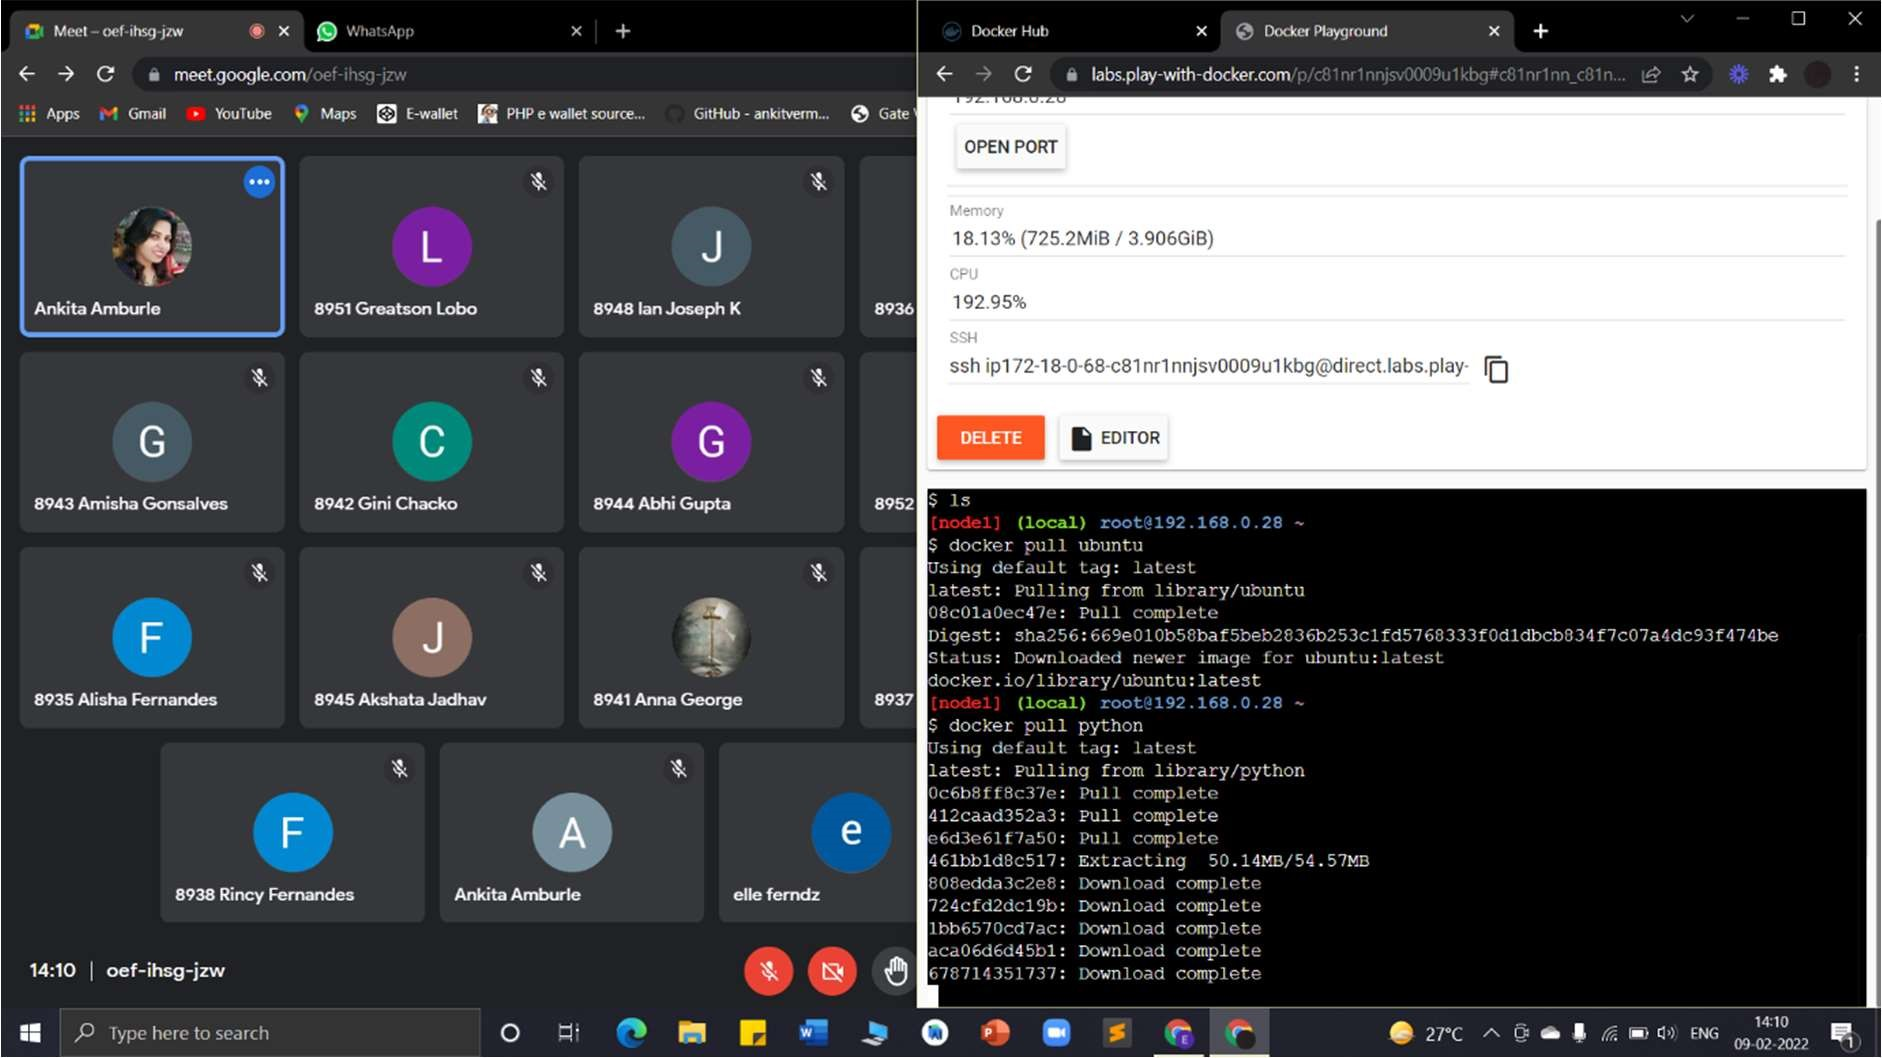 Meet – oef-ihsg-jzw
WhatsApp
meet.google.com/oef-ihsg-jzw
Apps
Gmail
YouTube
Maps
E-wallet
PHP e wallet source...
GitHub - ankitverm...
Gate
Ankita Amburle
L
8951 Greatson Lobo
J
8948 Ian Joseph K
8936
G
8943 Amisha Gonsalves
C
8942 Gini Chacko
G
8944 Abhi Gupta
8952
F
8935 Alisha Fernandes
J
8945 Akshata Jadhav
8941 Anna George
8937
F
8938 Rincy Fernandes
A
Ankita Amburle
e
elle ferndz
14:10 | oef-ihsg-jzw
Docker Hub
Docker Playground
labs.play-with-docker.com/p/c81nr1nnjsv0009u1kbg#c81nr1nn_c81n...
192.168.0.28
OPEN PORT
Memory
18.13% (725.2MiB / 3.906GiB)
CPU
192.95%
SSH
ssh ip172-18-0-68-c81nr1nnjsv0009u1kbg@direct.labs.play-
DELETE
EDITOR
$ ls
[node1] (local) root@192.168.0.28 ~
$ docker pull ubuntu
Using default tag: latest
latest: Pulling from library/ubuntu
08c01a0ec47e: Pull complete
Digest: sha256:669e010b58baf5beb2836b253c1fd5768333f0d1dbcb834f7c07a4dc93f474be
Status: Downloaded newer image for ubuntu:latest
docker.io/library/ubuntu:latest
[node1] (local) root@192.168.0.28 ~
$ docker pull python
Using default tag: latest
latest: Pulling from library/python
0c6b8ff8c37e: Pull complete
412caad352a3: Pull complete
e6d3e61f7a50: Pull complete
461bb1d8c517: Extracting  50.14MB/54.57MB
808edda3c2e8: Download complete
724cfd2dc19b: Download complete
1bb6570cd7ac: Download complete
aca06d6d45b1: Download complete
678714351737: Download complete
Type here to search
27°C
ENG
14:10
09-02-2022
1